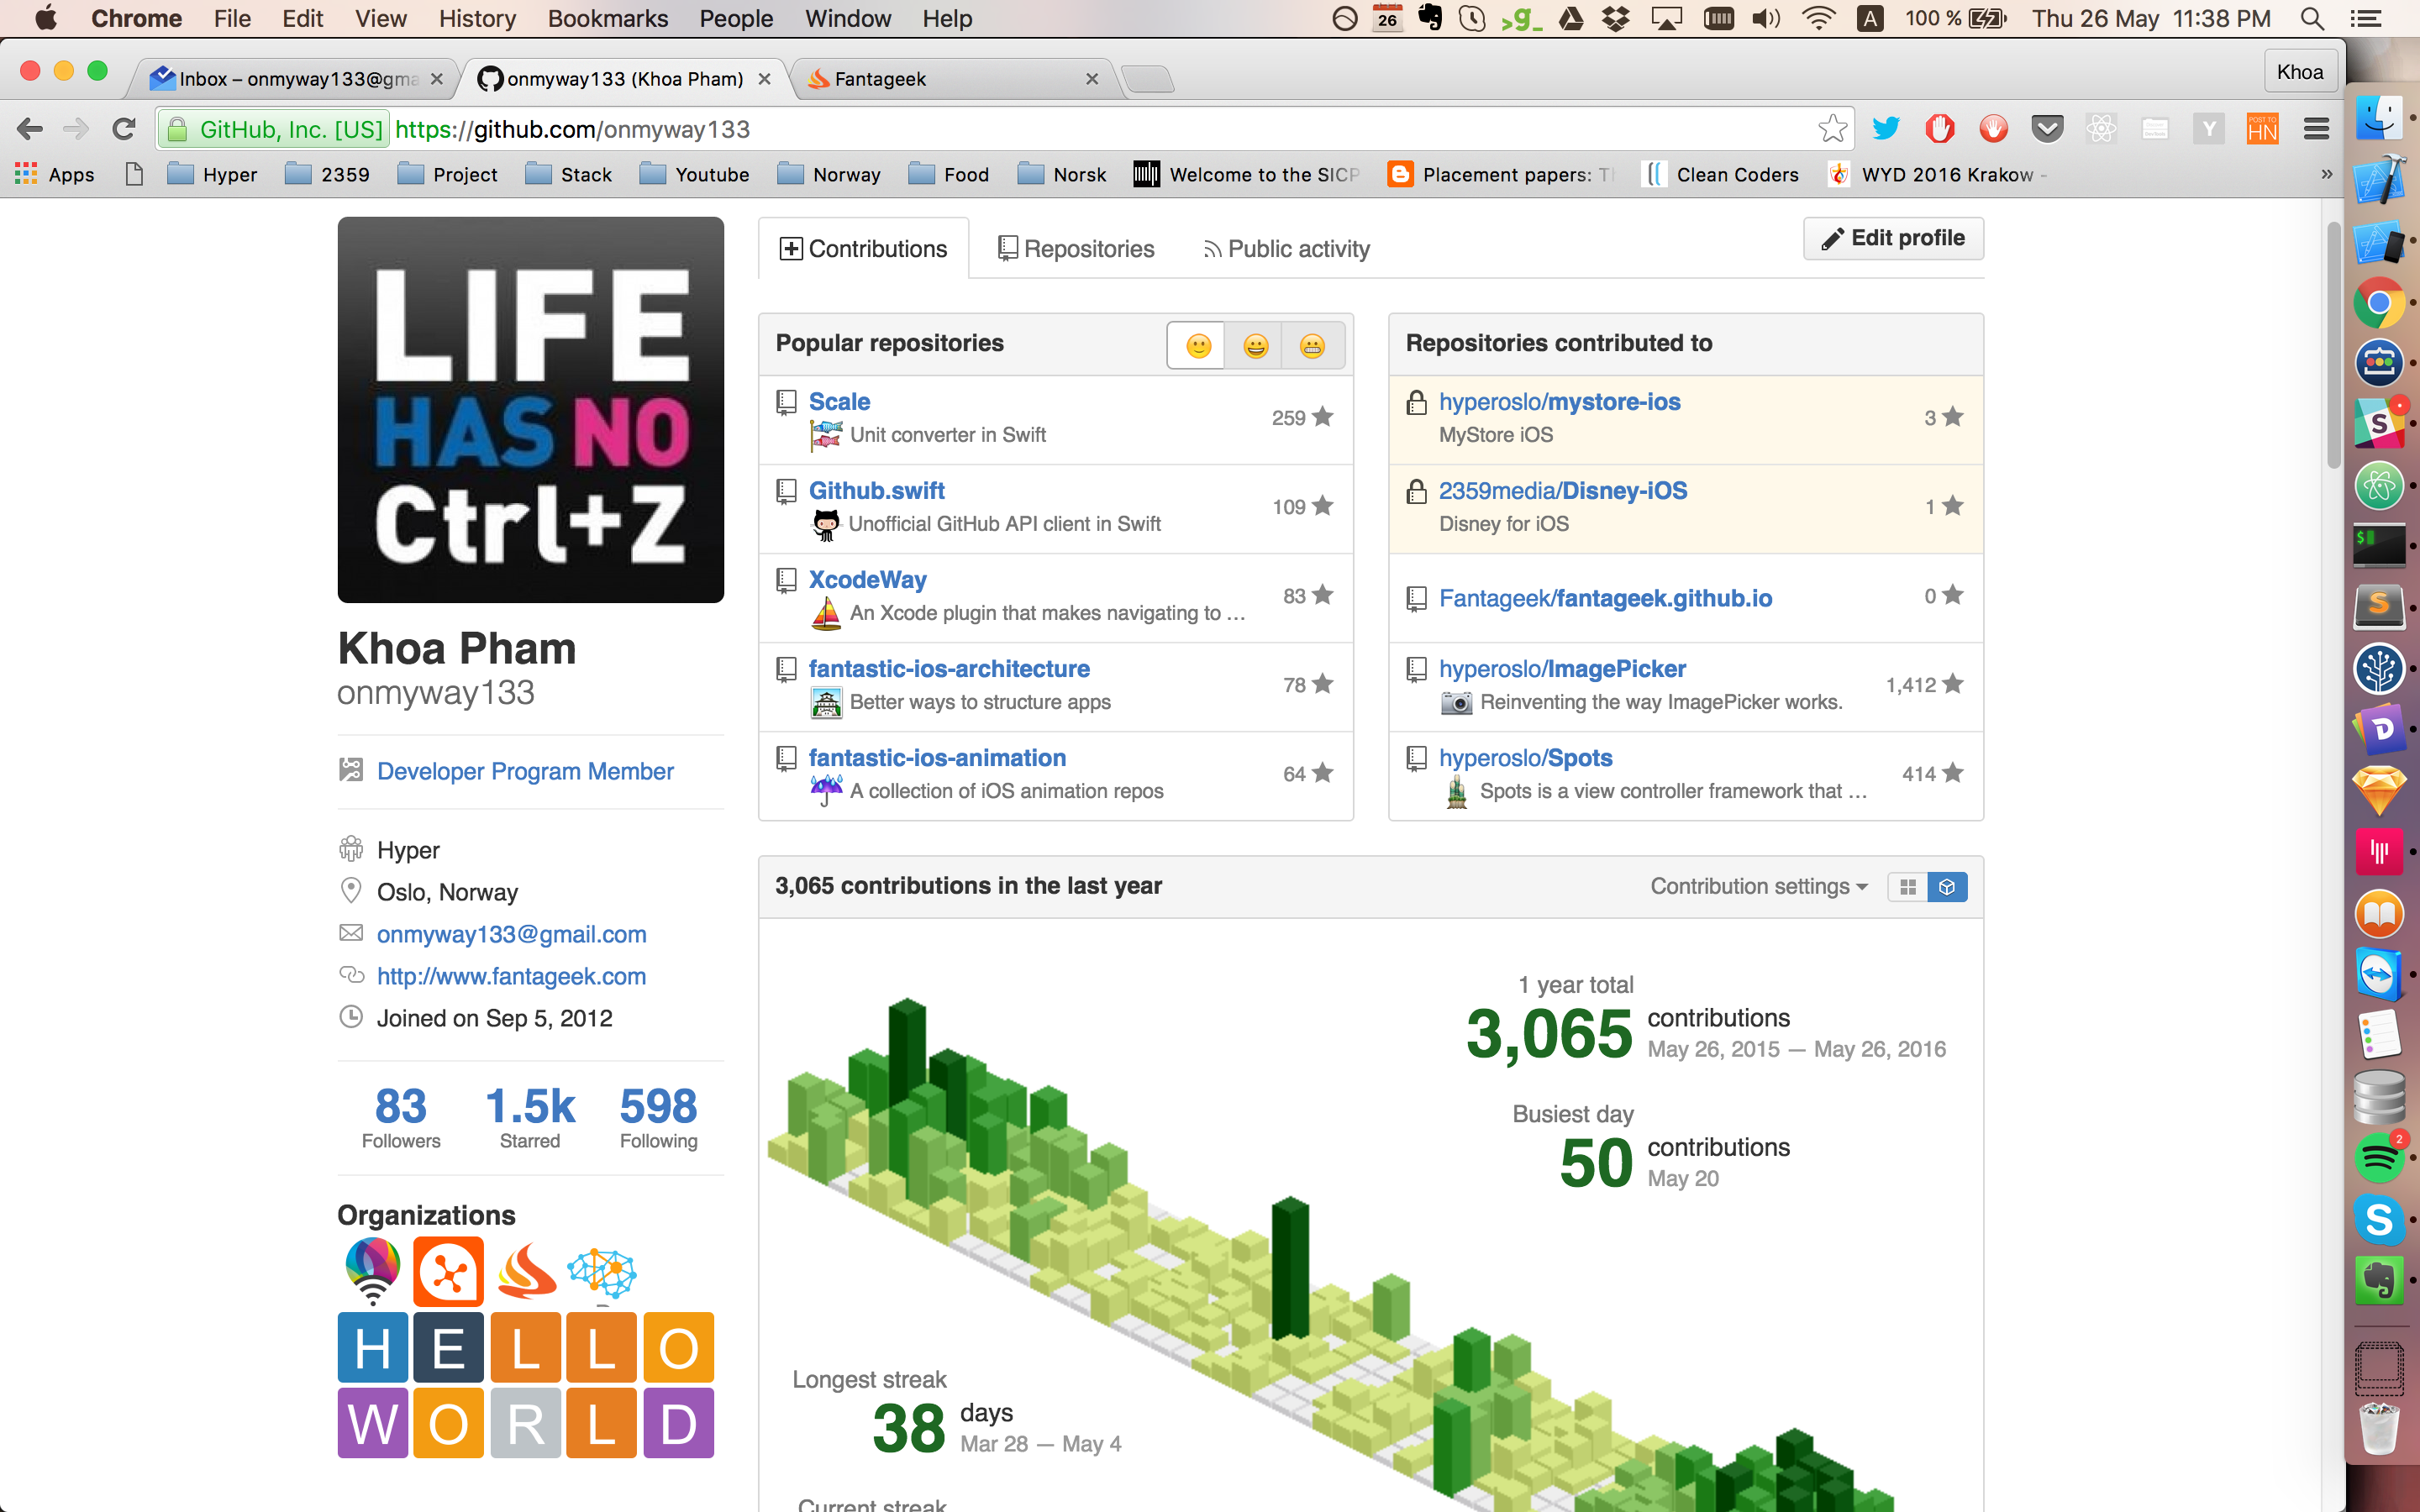 Chrome File Edit View History Bookmarks People Window Help
26 >g_ A 100 % Thu 26 May 11:38 PM
Inbox – onmyway133@gma
onmyway133 (Khoa Pham)
Fantageek
Khoa
GitHub, Inc. [US] https://github.com/onmyway133
Y POST TO HN
Apps Hyper 2359 Project Stack Youtube Norway Food Norsk Welcome to the SICP Placement papers: Clean Coders WYD 2016 Krakow - »
LIFE
HAS NO
Ctrl+Z
Khoa Pham
onmyway133
Developer Program Member
Hyper
Oslo, Norway
onmyway133@gmail.com
http://www.fantageek.com
Joined on Sep 5, 2012
83 1.5k 598
Followers Starred Following
Organizations
HELLO
WORLD
Contributions Repositories Public activity Edit profile
Popular repositories
Scale
Unit converter in Swift
259
Github.swift
Unofficial GitHub API client in Swift
109
XcodeWay
An Xcode plugin that makes navigating to …
83
fantastic-ios-architecture
Better ways to structure apps
78
fantastic-ios-animation
A collection of iOS animation repos
64
Repositories contributed to
hyperoslo/mystore-ios
MyStore iOS
3
2359media/Disney-iOS
Disney for iOS
1
Fantageek/fantageek.github.io
0
hyperoslo/ImagePicker
Reinventing the way ImagePicker works.
1,412
hyperoslo/Spots
Spots is a view controller framework that …
414
3,065 contributions in the last year
Contribution settings
1 year total
3,065 contributions
May 26, 2015 — May 26, 2016
Busiest day
50 contributions
May 20
Longest streak
38 days
Mar 28 — May 4
Current streak
S
$
S
D
2
S